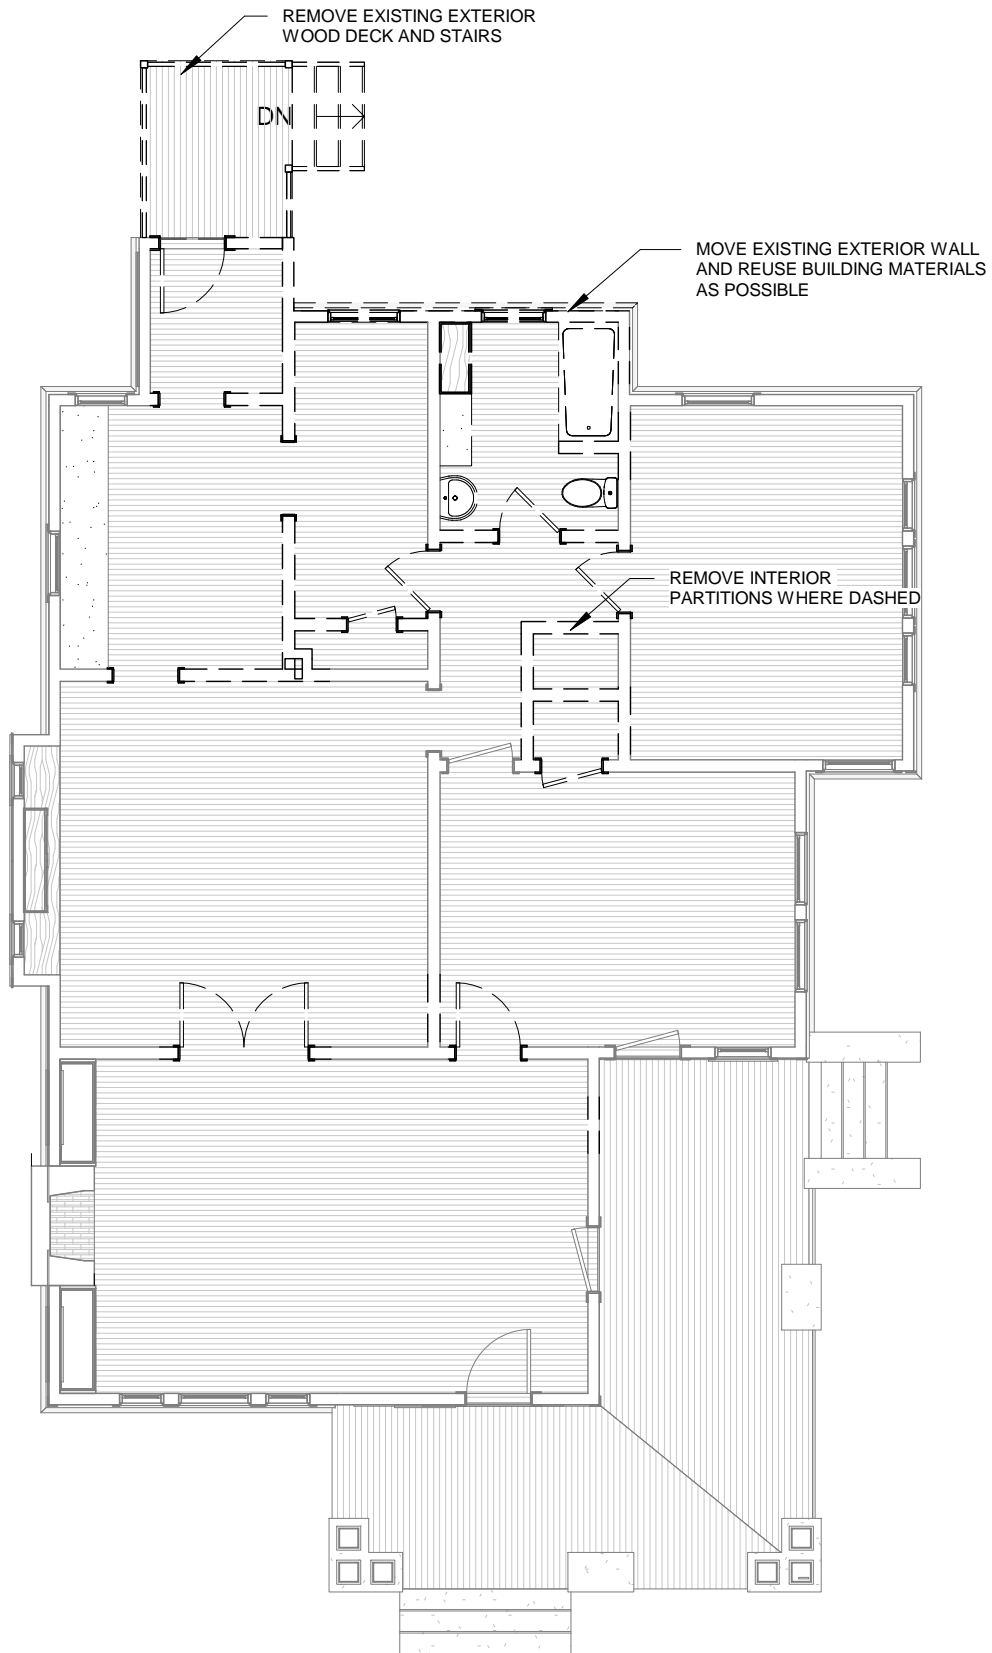 REMOVE EXISTING EXTERIOR
WOOD DECK AND STAIRS
DN
MOVE EXISTING EXTERIOR WALL
AND REUSE BUILDING MATERIALS
AS POSSIBLE
REMOVE INTERIOR
PARTITIONS WHERE DASHED